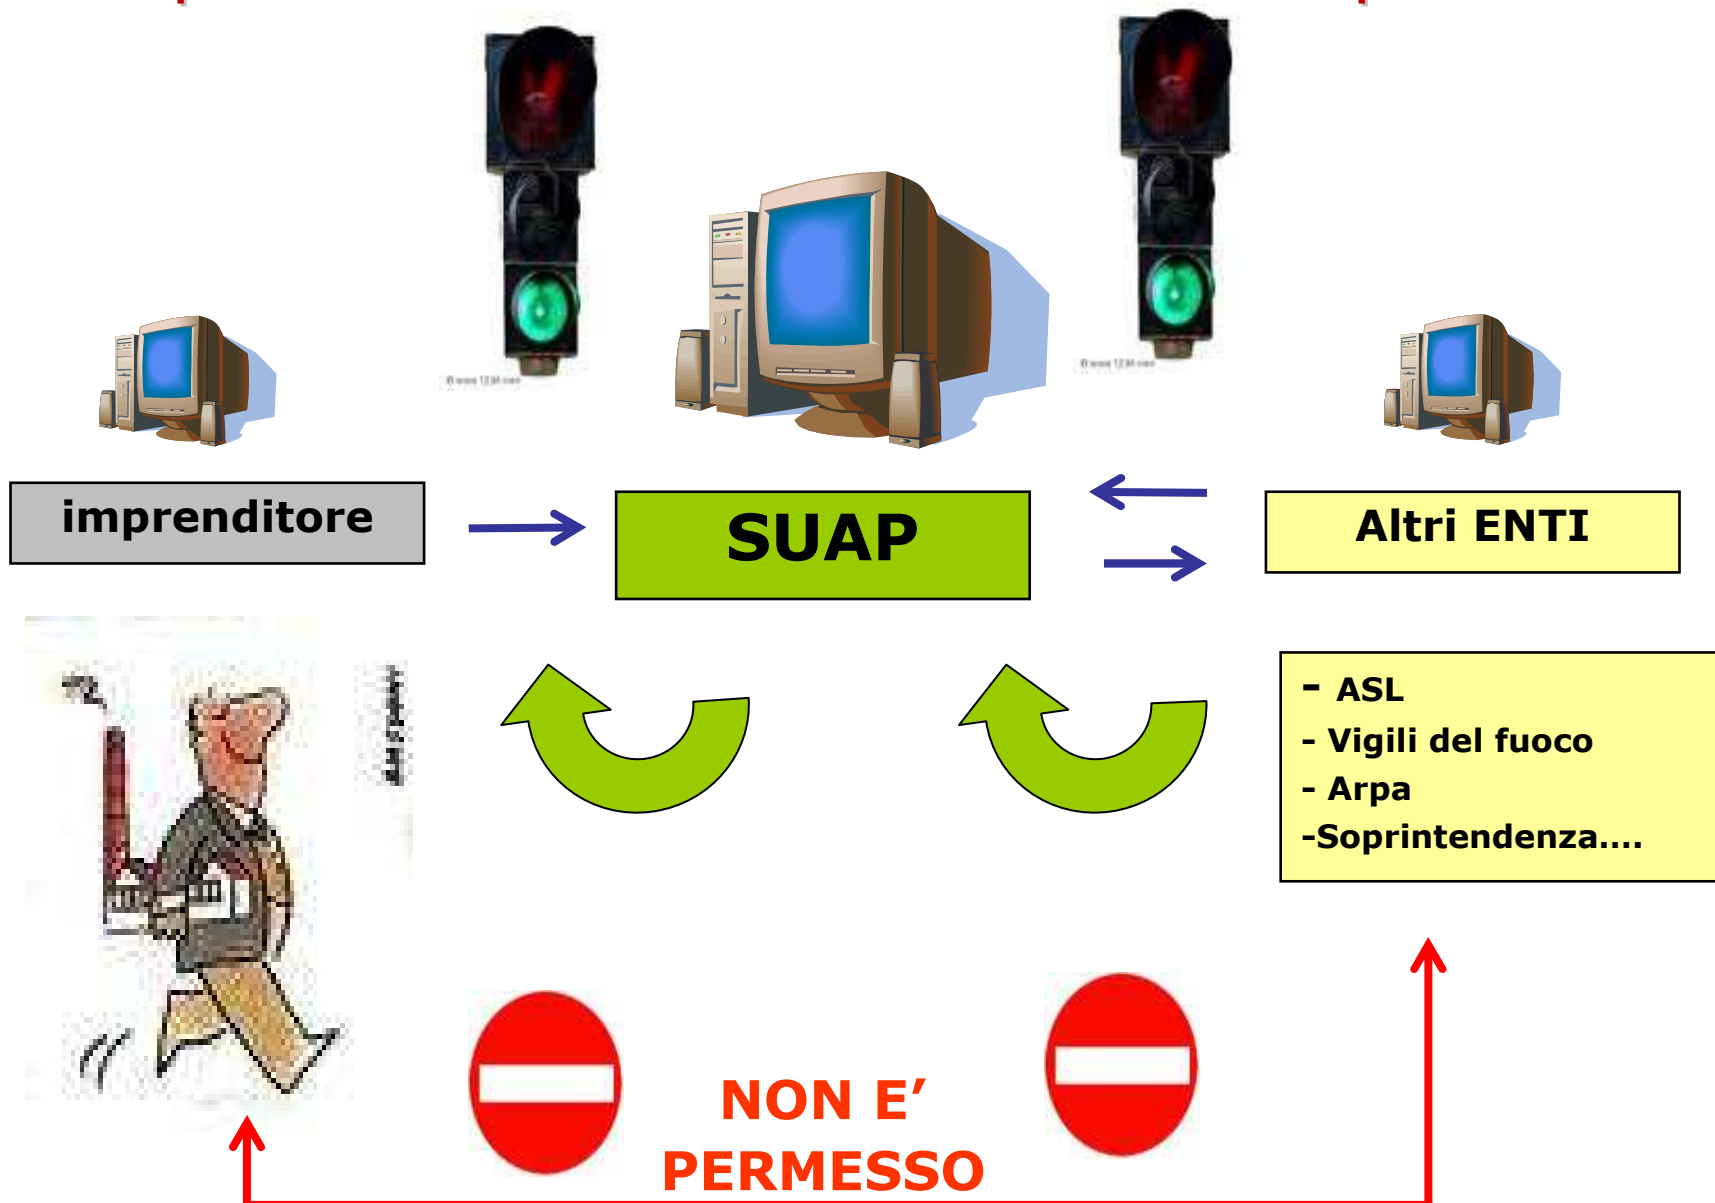 imprenditore
SUAP
Altri ENTI
- ASL
- Vigili del fuoco
- Arpa
-Soprintendenza....
NON E’
PERMESSO